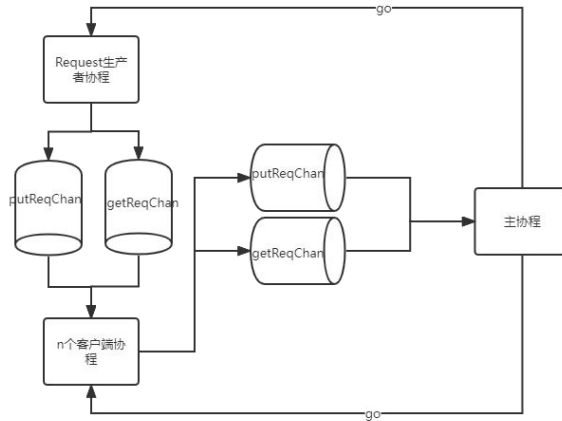 go
Request生产
者协程
putReqChan
getReqChan
putReqChan
getReqChan
主协程
n个客户端协
程
go